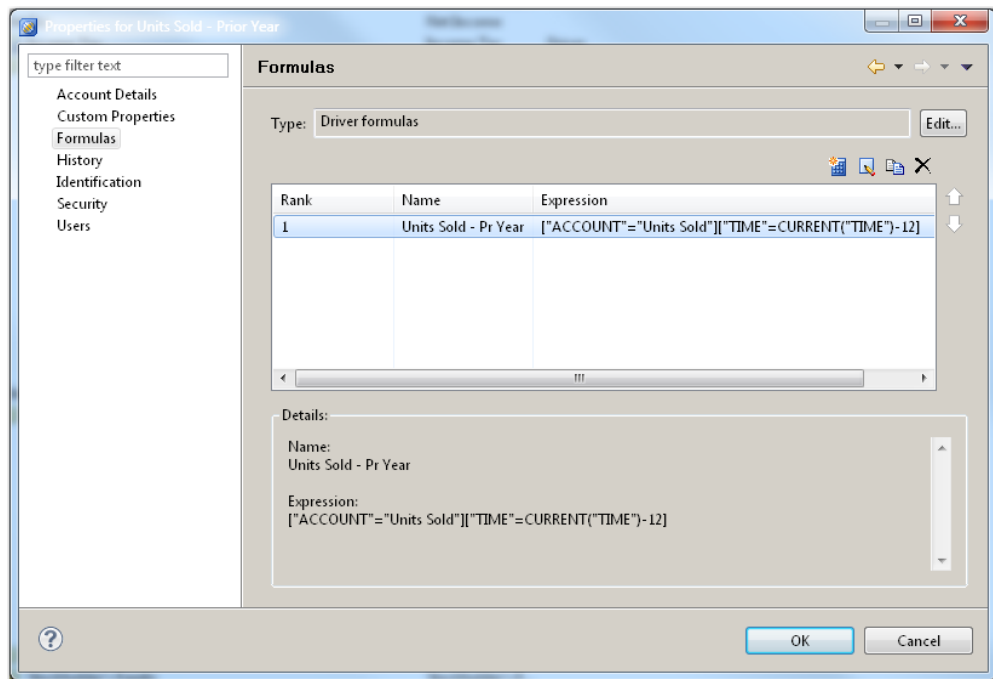 Properties for Units Sold - Prior Year
type filter text
Account Details
Custom Properties
Formulas
History
Identification
Security
Users
Formulas
Type: Driver formulas Edit...
Rank Name Expression
1 Units Sold - Pr Year ["ACCOUNT"="Units Sold"]["TIME"=CURRENT("TIME")-12]
Details:
Name:
Units Sold - Pr Year
Expression:
["ACCOUNT"="Units Sold"]["TIME"=CURRENT("TIME")-12]
OK Cancel